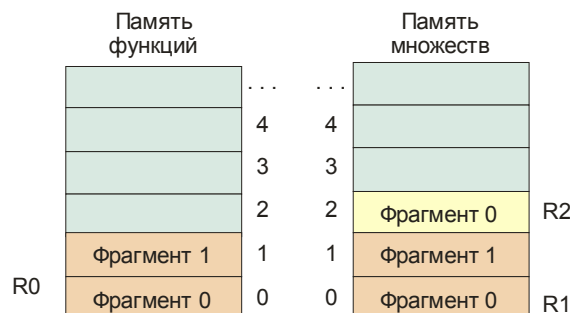 Память
функций
Память
множеств
. . .
. . .
4
4
3
3
2
2
Фрагмент 0
R2
Фрагмент 1
1
1
Фрагмент 1
R0
Фрагмент 0
0
0
Фрагмент 0
R1